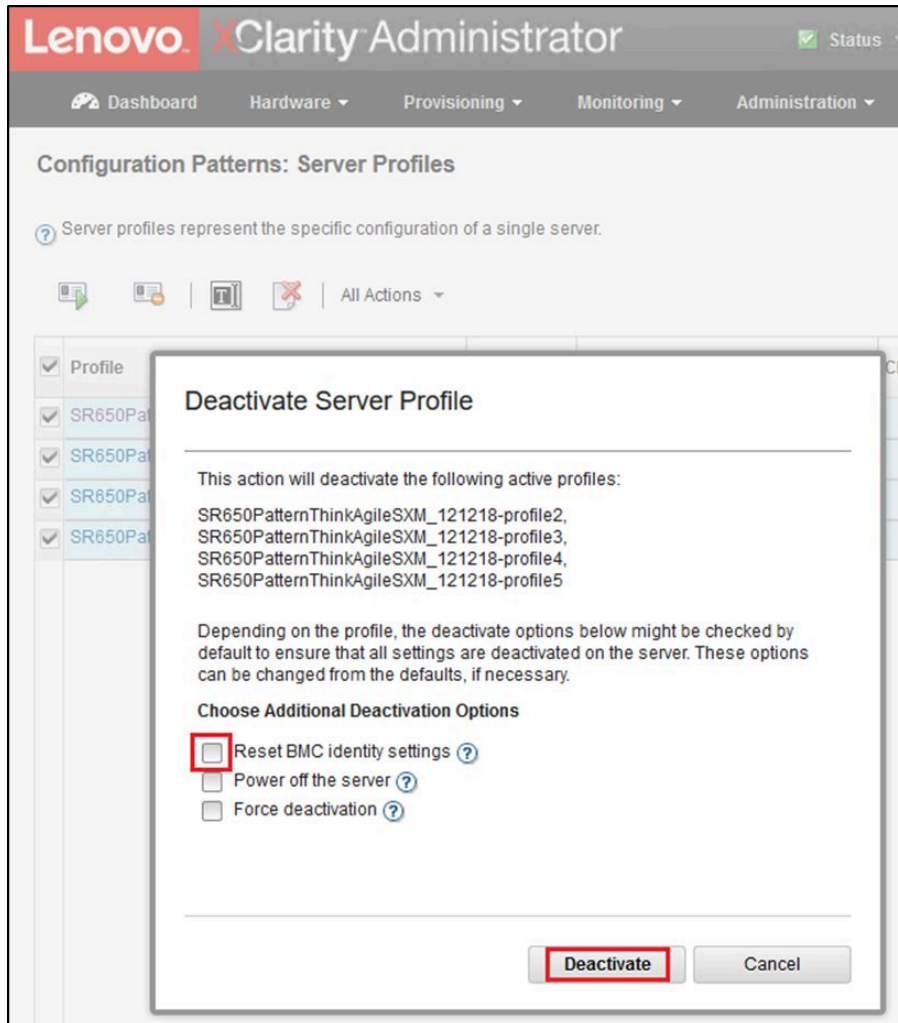 Lenovo XClarity Administrator Status
Dashboard Hardware Provisioning Monitoring Administration
Configuration Patterns: Server Profiles
? Server profiles represent the specific configuration of a single server.
All Actions
Profile
SR650Pat
SR650Pat
SR650Pat
SR650Pat
Deactivate Server Profile
This action will deactivate the following active profiles:
SR650PatternThinkAgileSXM_121218-profile2,
SR650PatternThinkAgileSXM_121218-profile3,
SR650PatternThinkAgileSXM_121218-profile4,
SR650PatternThinkAgileSXM_121218-profile5
Depending on the profile, the deactivate options below might be checked by
default to ensure that all settings are deactivated on the server. These options
can be changed from the defaults, if necessary.
Choose Additional Deactivation Options
Reset BMC identity settings ?
Power off the server ?
Force deactivation ?
Deactivate Cancel